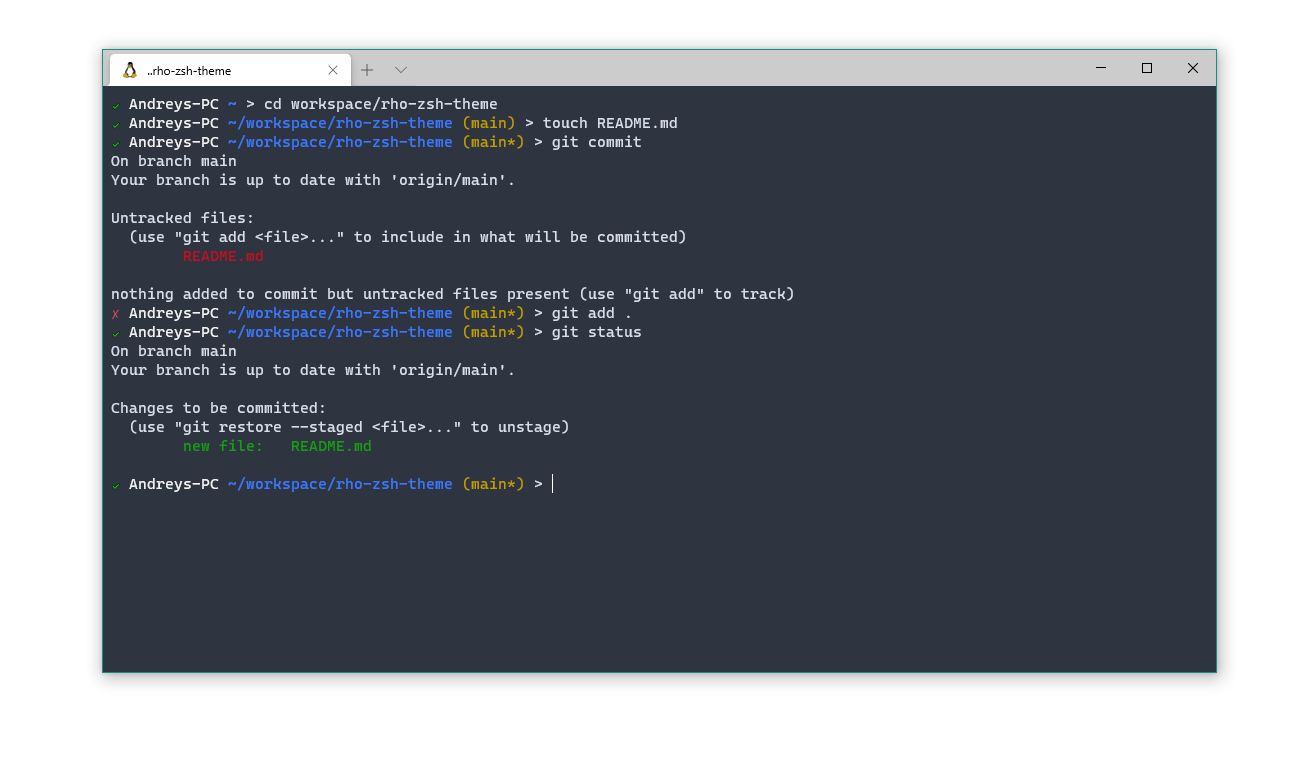 ..rho-zsh-theme
✓ Andreys-PC ~ > cd workspace/rho-zsh-theme
✓ Andreys-PC ~/workspace/rho-zsh-theme (main) > touch README.md
✓ Andreys-PC ~/workspace/rho-zsh-theme (main*) > git commit
On branch main
Your branch is up to date with 'origin/main'.
Untracked files:
  (use "git add <file>..." to include in what will be committed)
        README.md
nothing added to commit but untracked files present (use "git add" to track)
✗ Andreys-PC ~/workspace/rho-zsh-theme (main*) > git add .
✓ Andreys-PC ~/workspace/rho-zsh-theme (main*) > git status
On branch main
Your branch is up to date with 'origin/main'.
Changes to be committed:
  (use "git restore --staged <file>..." to unstage)
        new file:   README.md
✓ Andreys-PC ~/workspace/rho-zsh-theme (main*) >